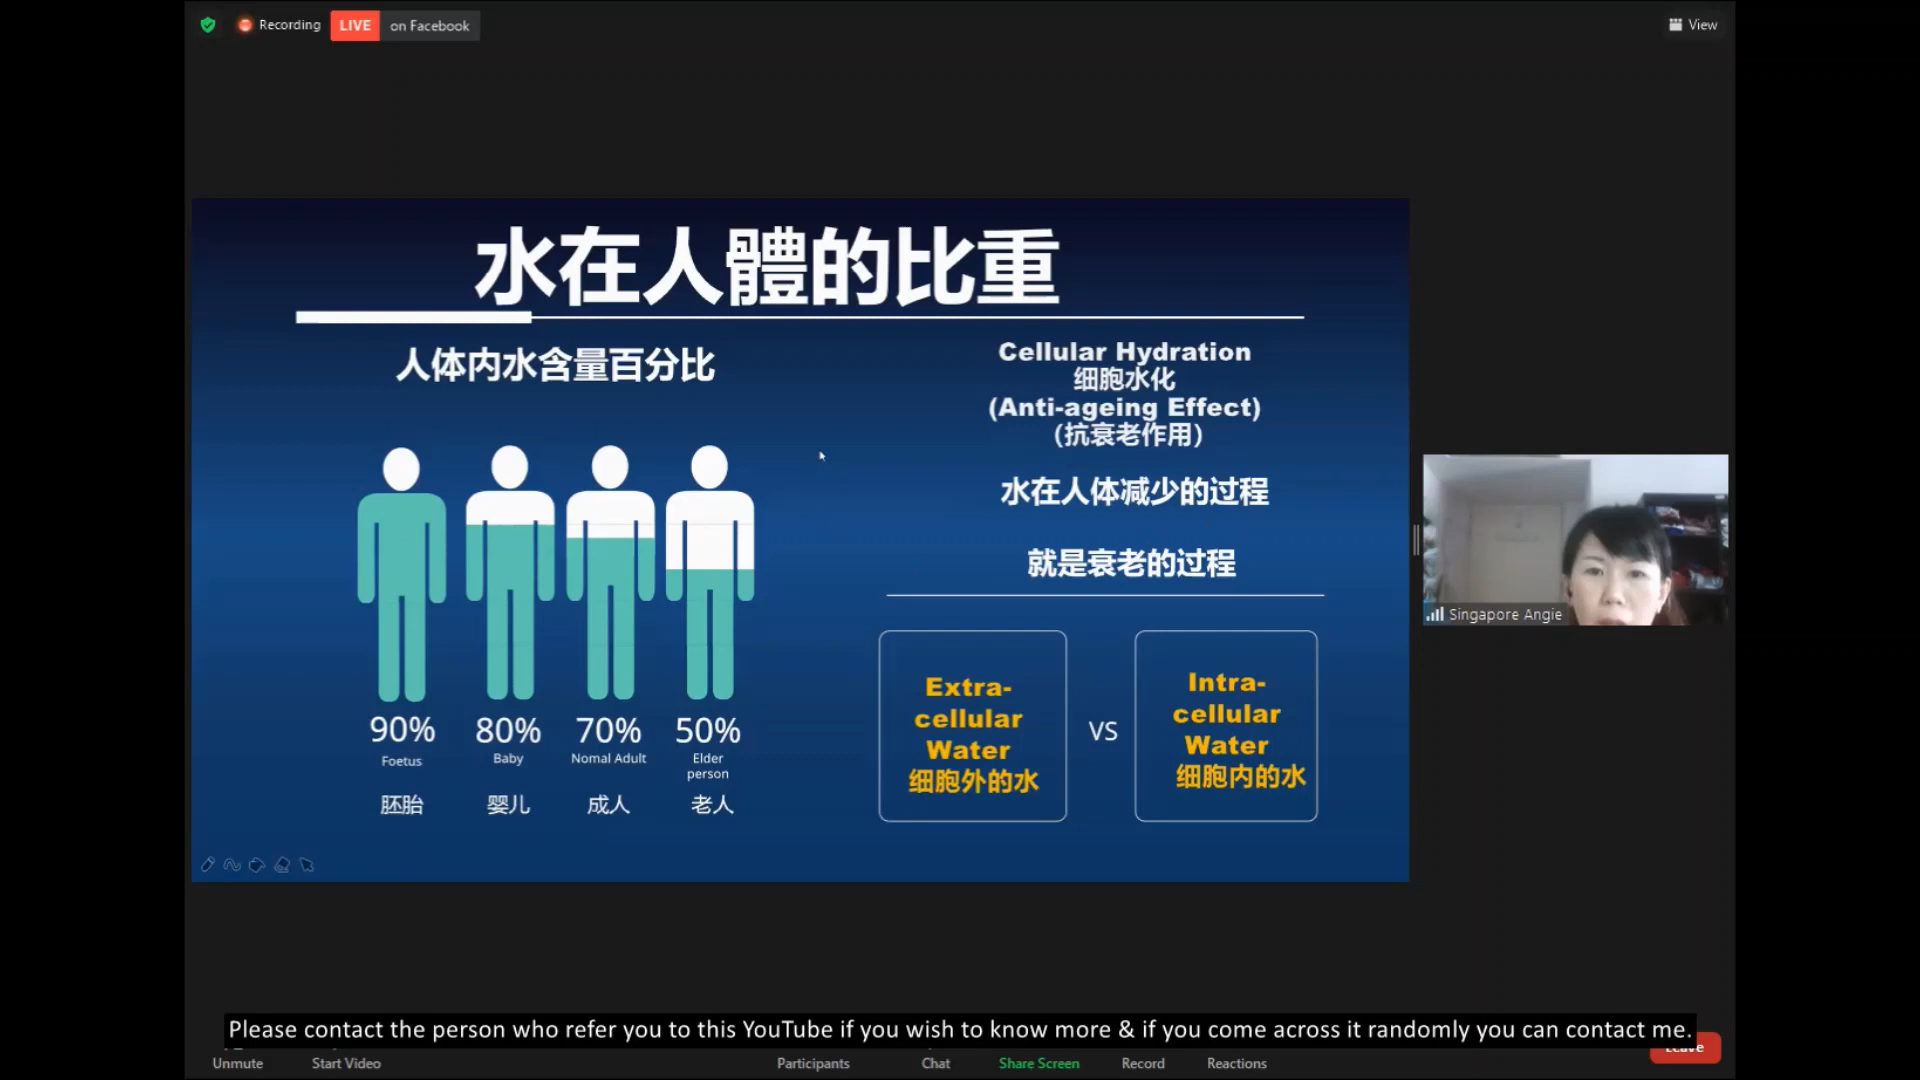 Recording
LIVE on Facebook
View
水在人體的比重
人体内水含量百分比
90%
Foetus
胚胎
80%
Baby
婴儿
70%
Nomal Adult
成人
50%
Elder
person
老人
Cellular Hydration
细胞水化
(Anti-ageing Effect)
(抗衰老作用)
水在人体减少的过程
就是衰老的过程
Extra-
cellular
Water
细胞外的水
VS
Intra-
cellular
Water
细胞内的水
Singapore Angie
Please contact the person who refer you to this YouTube if you wish to know more & if you come across it randomly you can contact me.
Leave
Unmute
Start Video
Participants
Chat
Share Screen
Record
Reactions